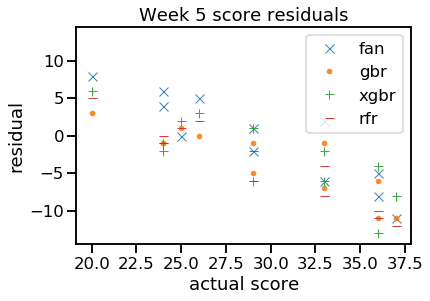 Week 5 score residuals
fan
gbr
xgbr
rfr
10
5
0
−5
−10
residual
20.0 22.5 25.0 27.5 30.0 32.5 35.0 37.5
actual score